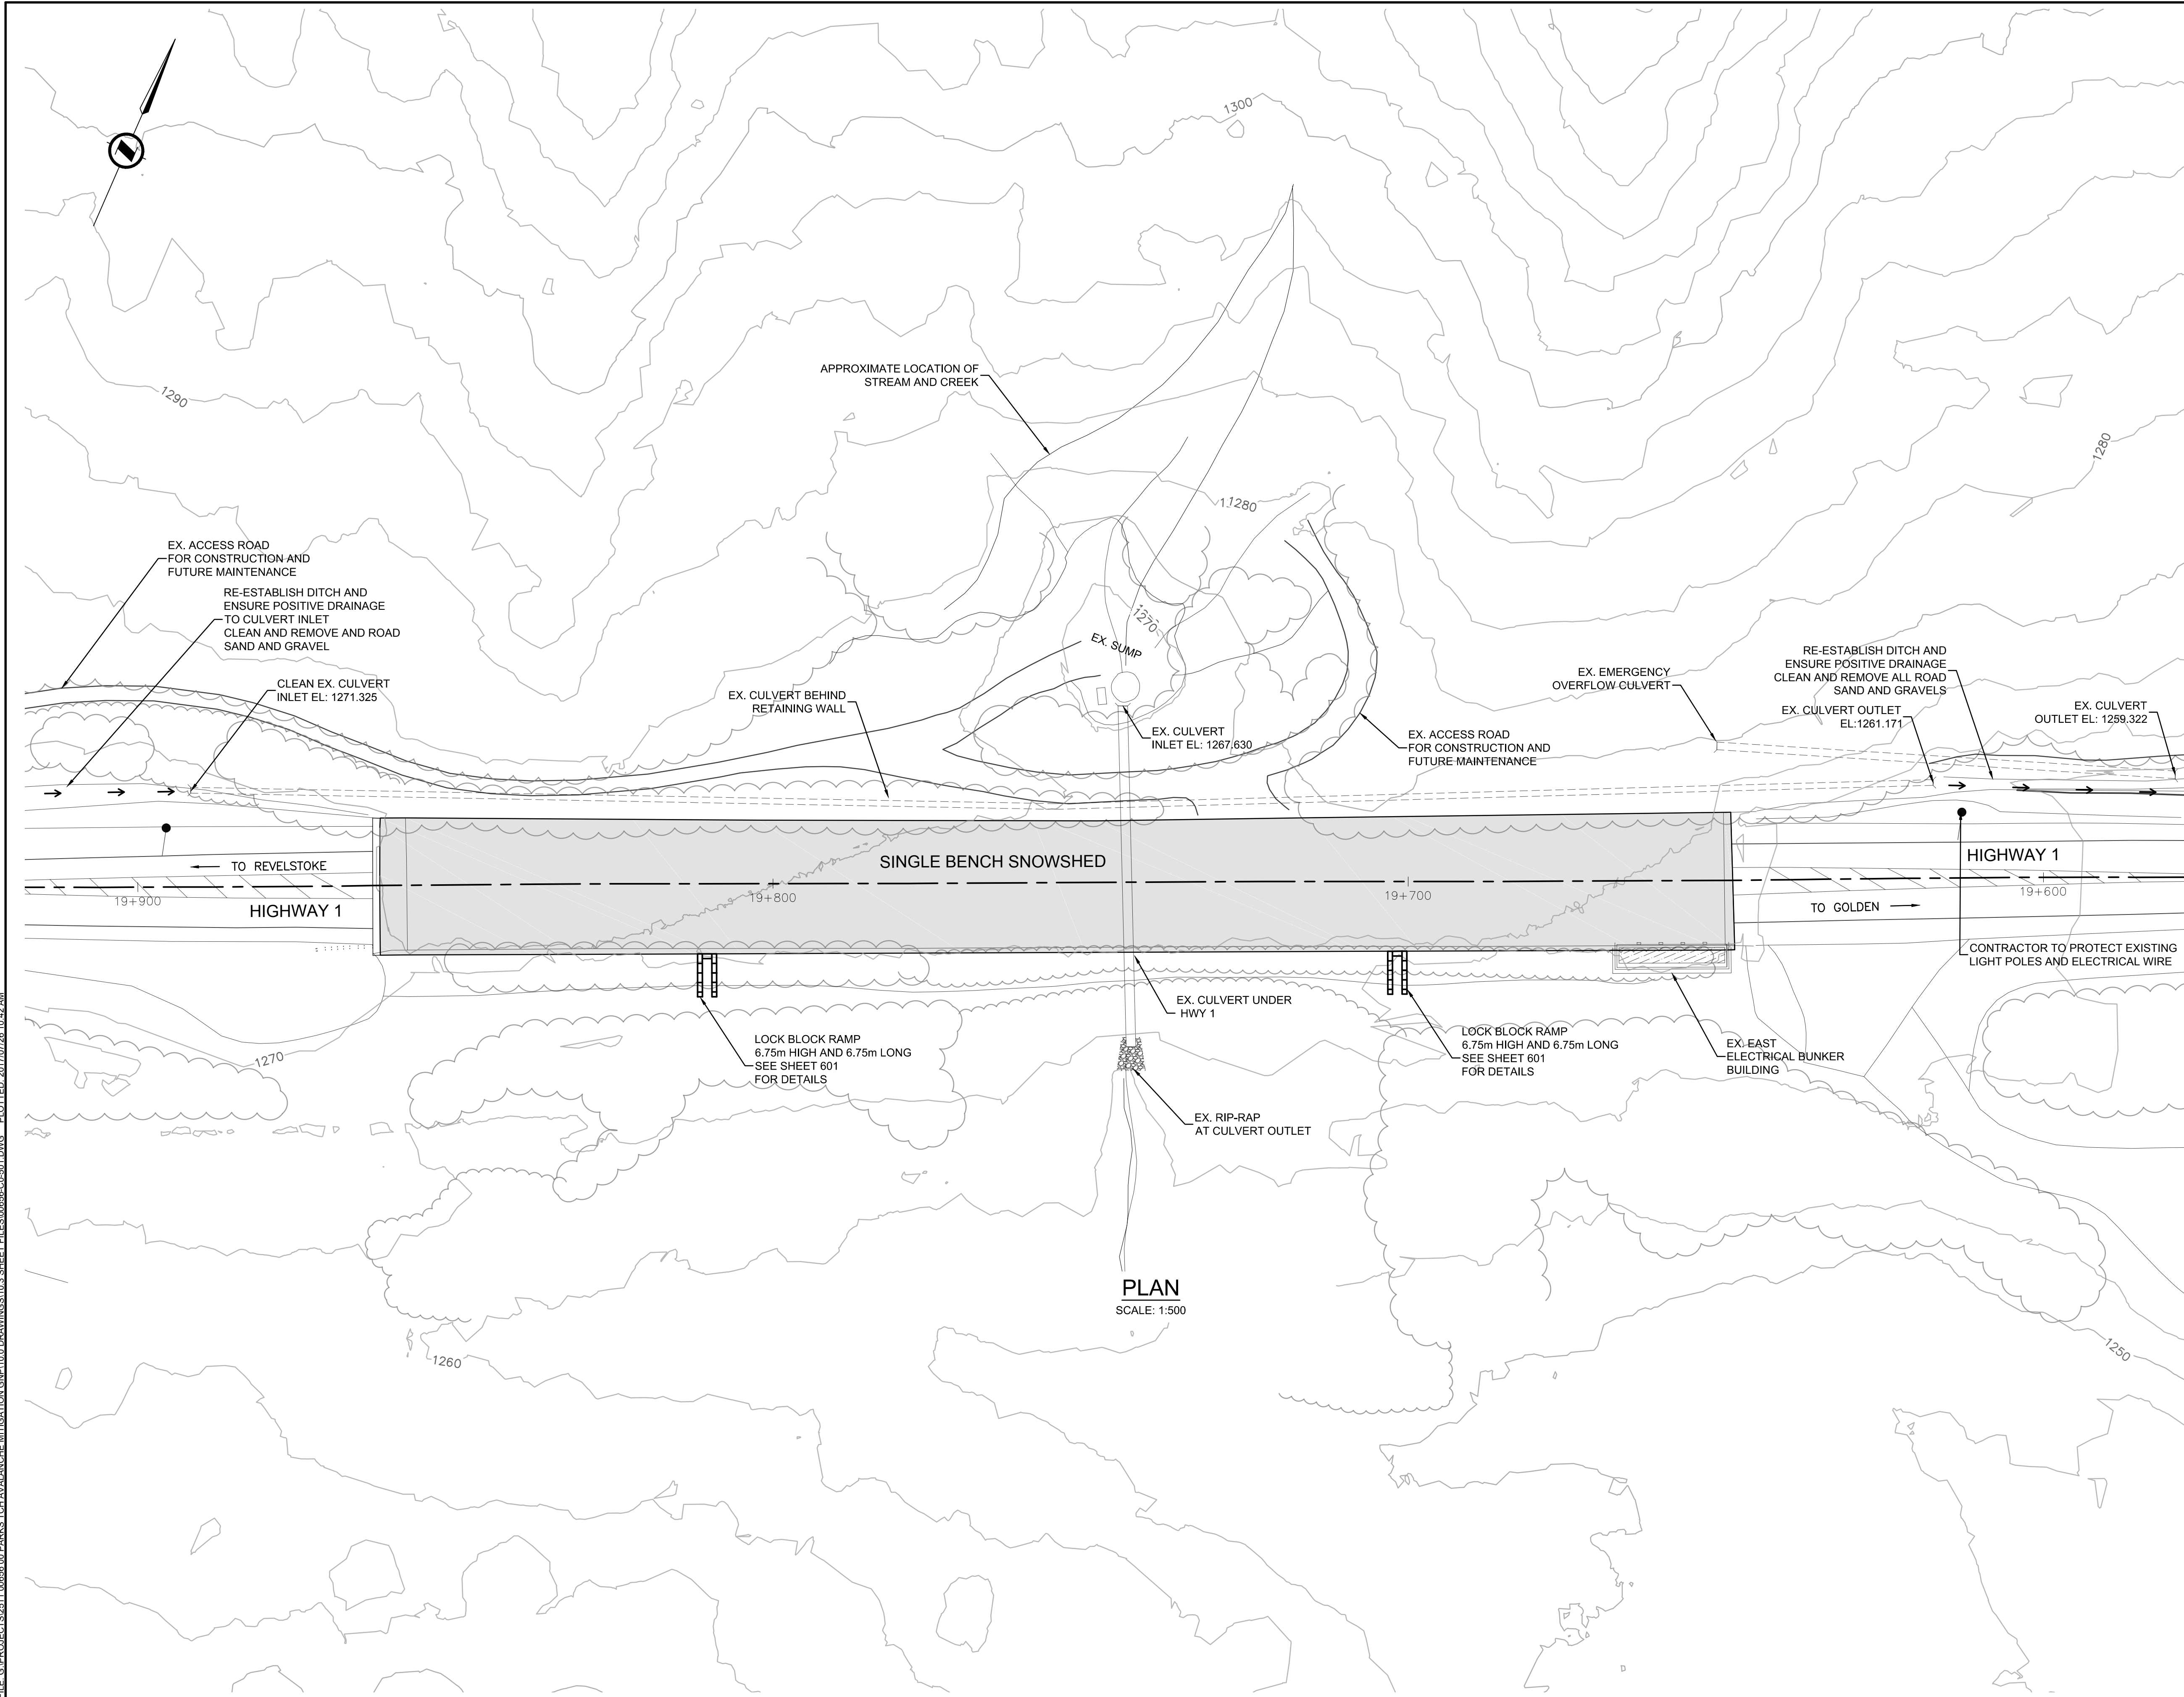 1300
APPROXIMATE LOCATION OF
STREAM AND CREEK
1290
1280
1280
EX. ACCESS ROAD
FOR CONSTRUCTION AND
FUTURE MAINTENANCE
RE-ESTABLISH DITCH AND
ENSURE POSITIVE DRAINAGE
TO CULVERT INLET
CLEAN AND REMOVE AND ROAD
SAND AND GRAVEL
CLEAN EX. CULVERT
INLET EL: 1271.325
1270
EX. SUMP
EX. CULVERT BEHIND
RETAINING WALL
EX. CULVERT
INLET EL: 1267.630
EX. ACCESS ROAD
FOR CONSTRUCTION AND
FUTURE MAINTENANCE
EX. EMERGENCY
OVERFLOW CULVERT
RE-ESTABLISH DITCH AND
ENSURE POSITIVE DRAINAGE
CLEAN AND REMOVE ALL ROAD
SAND AND GRAVELS
EX. CULVERT OUTLET
EL:1261.171
EX. CULVERT
OUTLET EL: 1259.322
TO REVELSTOKE
SINGLE BENCH SNOWSHED
HIGHWAY 1
19+900
19+800
19+700
19+600
HIGHWAY 1
TO GOLDEN
CONTRACTOR TO PROTECT EXISTING
LIGHT POLES AND ELECTRICAL WIRE
EX. CULVERT UNDER
HWY 1
LOCK BLOCK RAMP
6.75m HIGH AND 6.75m LONG
SEE SHEET 601
FOR DETAILS
LOCK BLOCK RAMP
6.75m HIGH AND 6.75m LONG
SEE SHEET 601
FOR DETAILS
EX. EAST
ELECTRICAL BUNKER
BUILDING
1270
EX. RIP-RAP
AT CULVERT OUTLET
PLAN
SCALE: 1:500
1260
1250